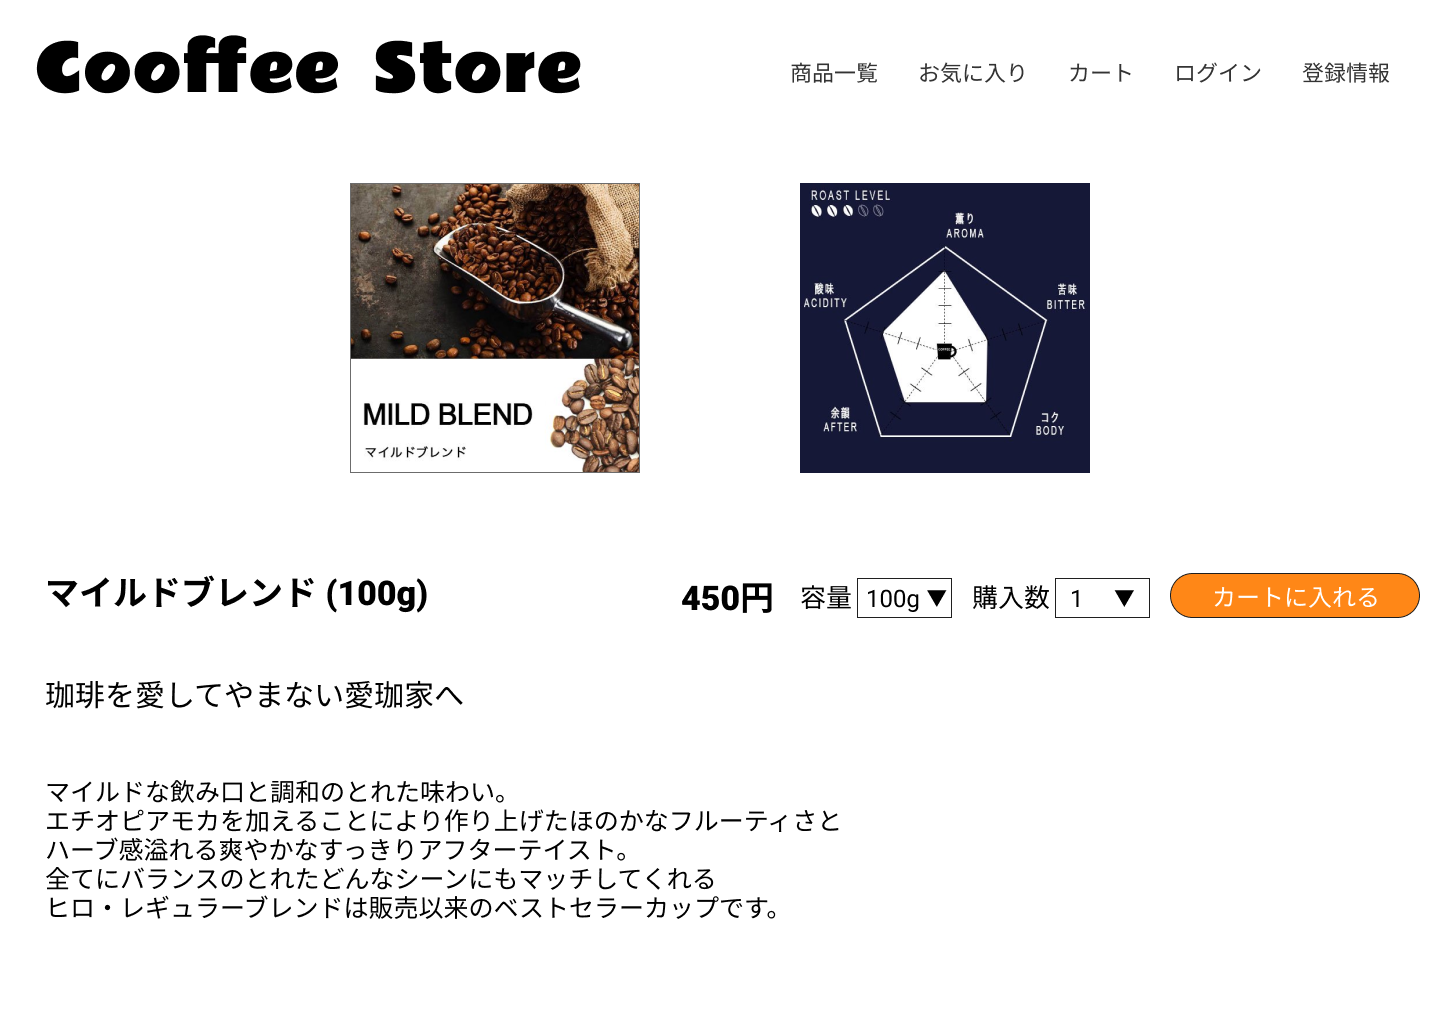 Cooffee Store
商品一覧 お気に入り カート ログイン 登録情報
MILD BLEND
マイルドブレンド
ROAST LEVEL
薫り
AROMA
酸味
ACIDITY
苦味
BITTER
余韻
AFTER
コク
BODY
マイルドブレンド (100g)
450円 容量 100g ▼ 購入数 1 ▼ カートに入れる
珈琲を愛してやまない愛珈家へ
マイルドな飲み口と調和のとれた味わい。
エチオピアモカを加えることにより作り上げたほのかなフルーティさと
ハーブ感溢れる爽やかなすっきりアフターテイスト。
全てにバランスのとれたどんなシーンにもマッチしてくれる
ヒロ・レギュラーブレンドは販売以来のベストセラーカップです。